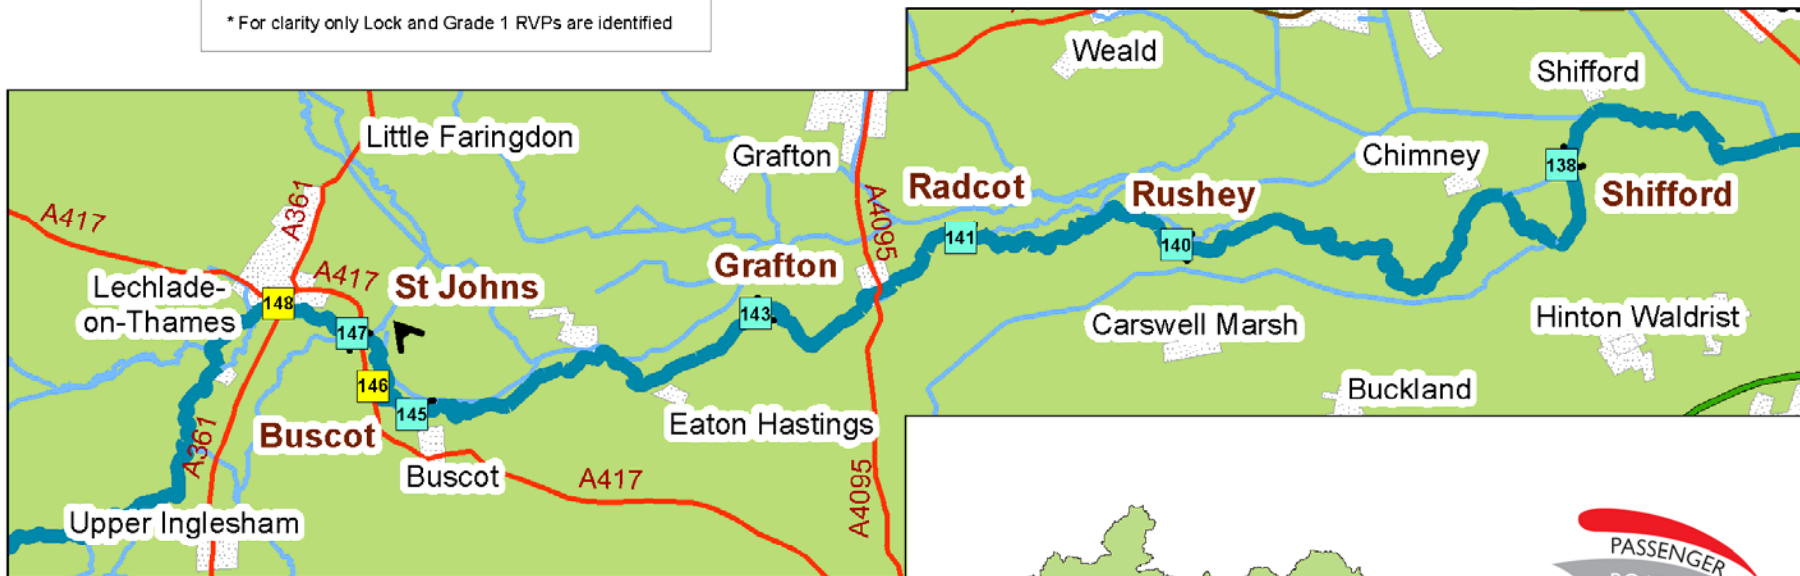 * For clarity only Lock and Grade 1 RVPs are identified
Weald
Shifford
Little Faringdon
Grafton
Chimney
138
A361
A417
Radcot
Rushey
Shifford
A4095
141
140
Grafton
A417
St Johns
Lechlade-
on-Thames
148
147
143
Carswell Marsh
Hinton Waldrist
146
145
Buckland
Buscot
Eaton Hastings
A361
Buscot
A417
A4095
Upper Inglesham
PASSENGER